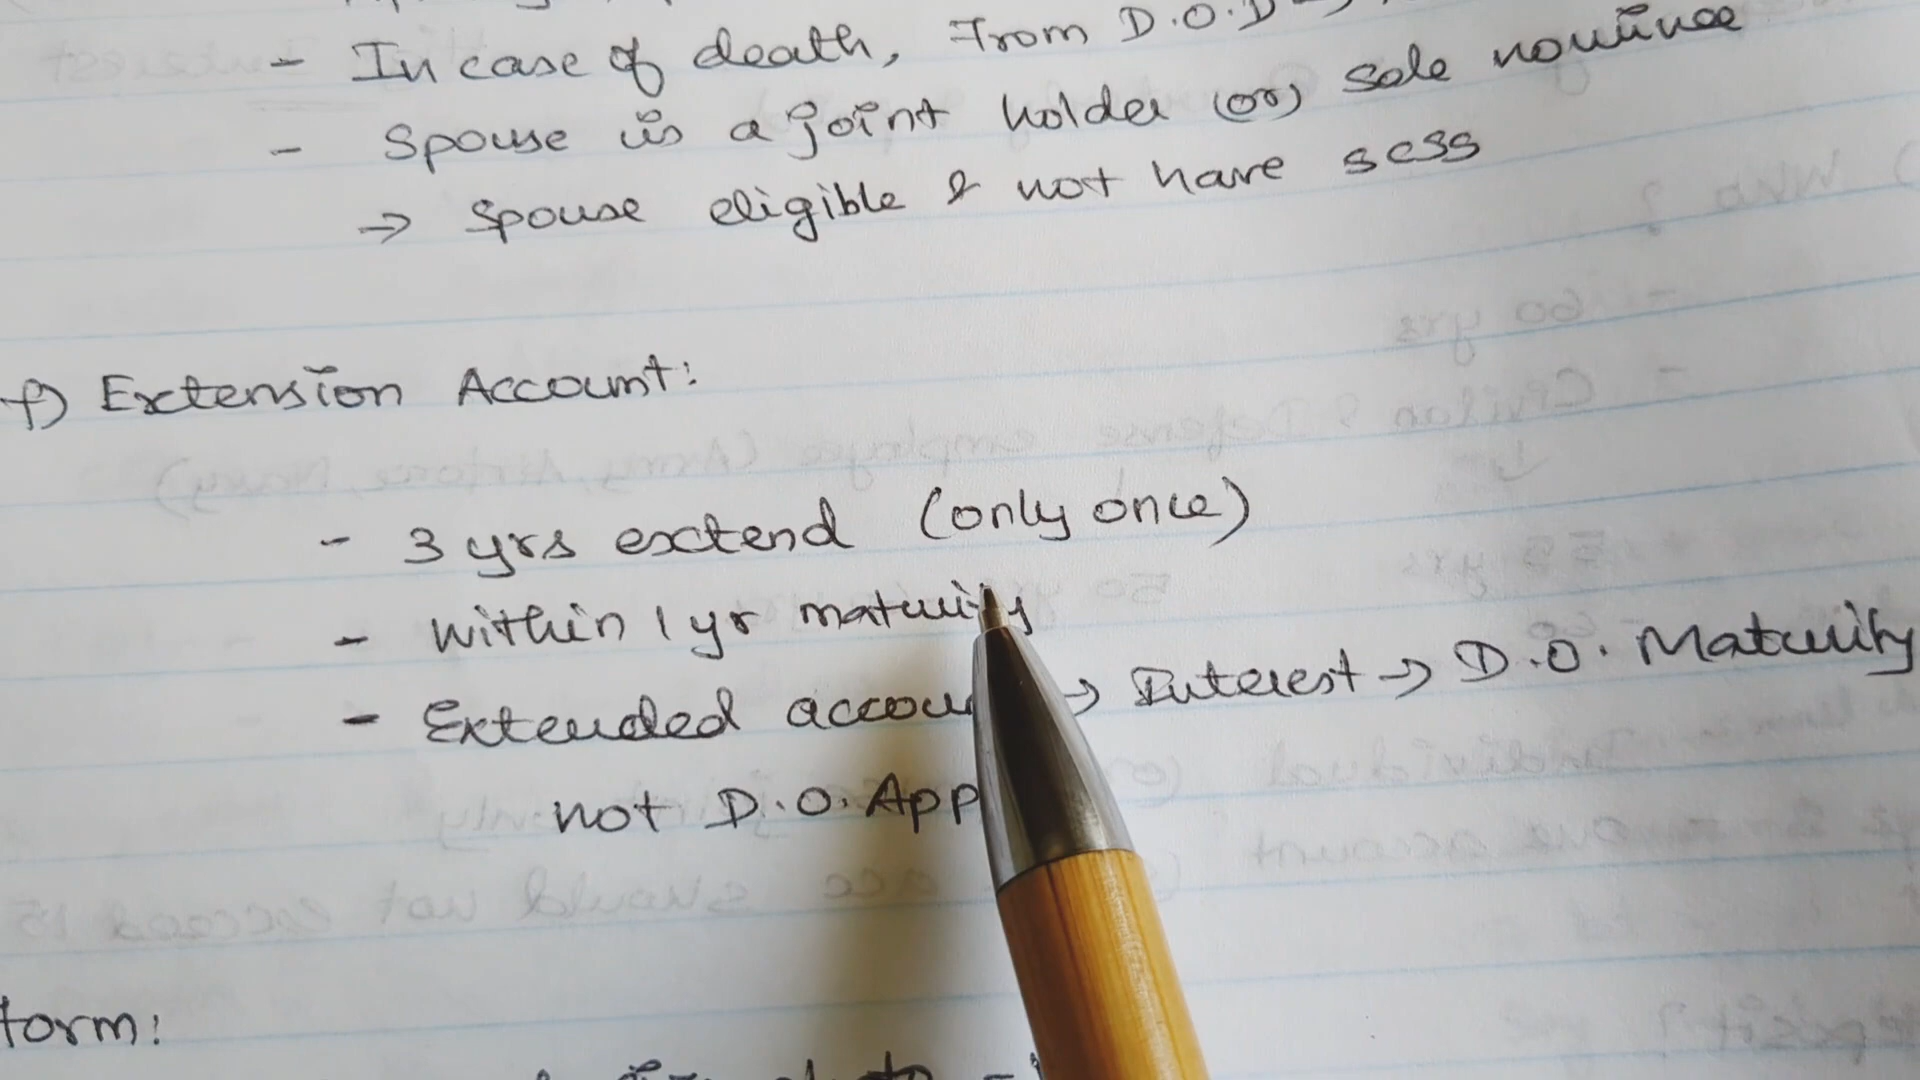 - In case of death, From D.O.D →
- Spouse is a joint holder (or) sole nominee
→ Spouse eligible & not have scss
f) Extension Account:
- 3 yrs extend (only once)
- within 1 yr maturity
- Extended accou → Interest → D.O. Maturity
not D.O. App
form: